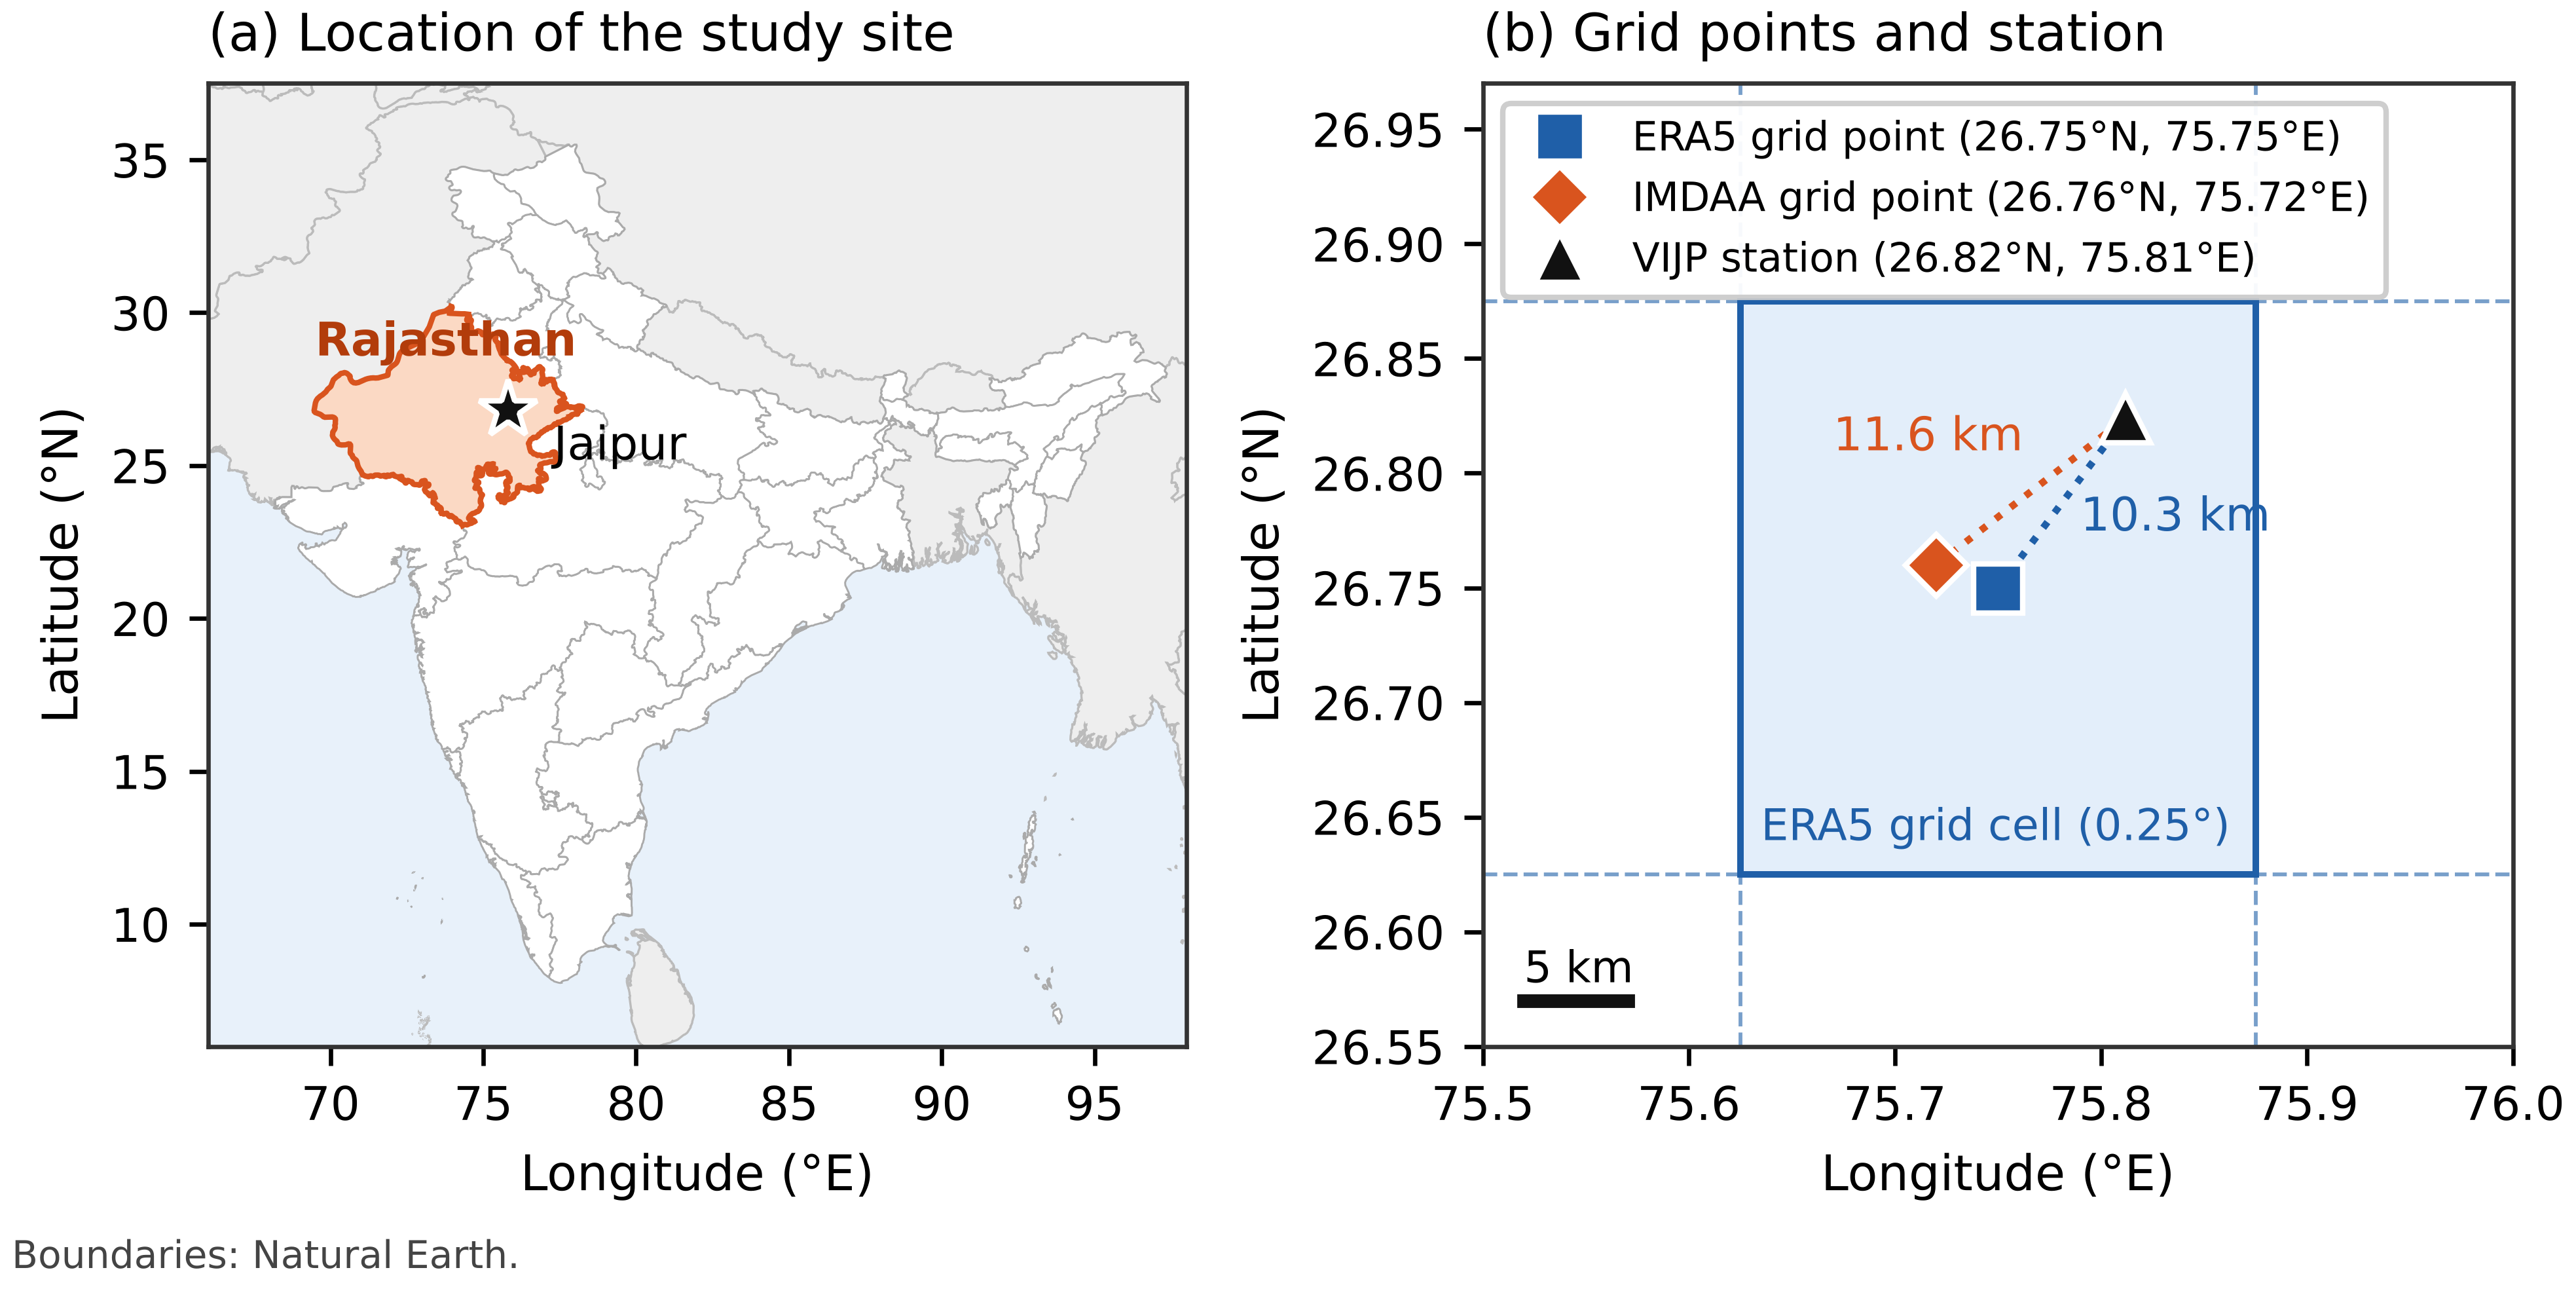 (a) Location of the study site
35
30
25
20
15
10
Latitude (°N)
Rajasthan
Jaipur
70 75 80 85 90 95
Longitude (°E)
(b) Grid points and station
26.95
26.90
26.85
26.80
26.75
26.70
26.65
26.60
26.55
Latitude (°N)
ERA5 grid point (26.75°N, 75.75°E)
IMDAA grid point (26.76°N, 75.72°E)
VIJP station (26.82°N, 75.81°E)
11.6 km
10.3 km
ERA5 grid cell (0.25°)
5 km
75.5 75.6 75.7 75.8 75.9 76.0
Longitude (°E)
Boundaries: Natural Earth.